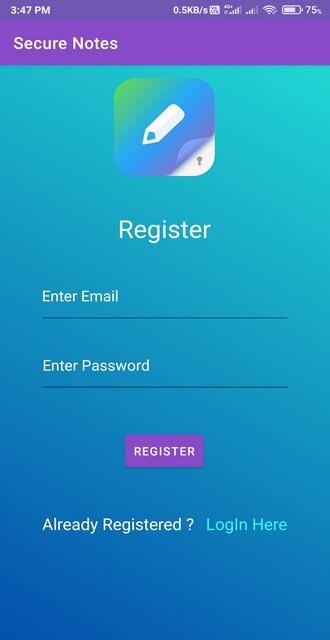 3:47 PM 0.5KB/s 4G+ 75%
Secure Notes
Register
Enter Email
Enter Password
REGISTER
Already Registered ? LogIn Here